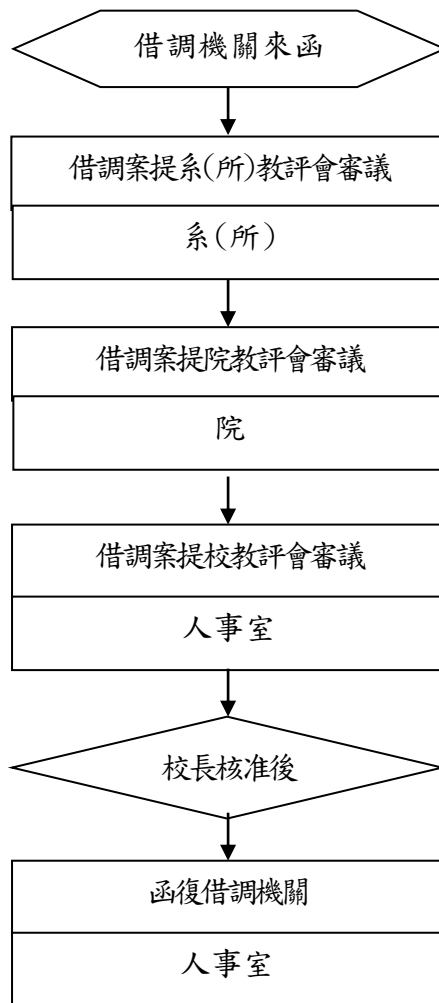 借調機關來函
借調案提系(所)教評會審議
系(所)
借調案提院教評會審議
院
借調案提校教評會審議
人事室
校長核准後
函復借調機關
人事室